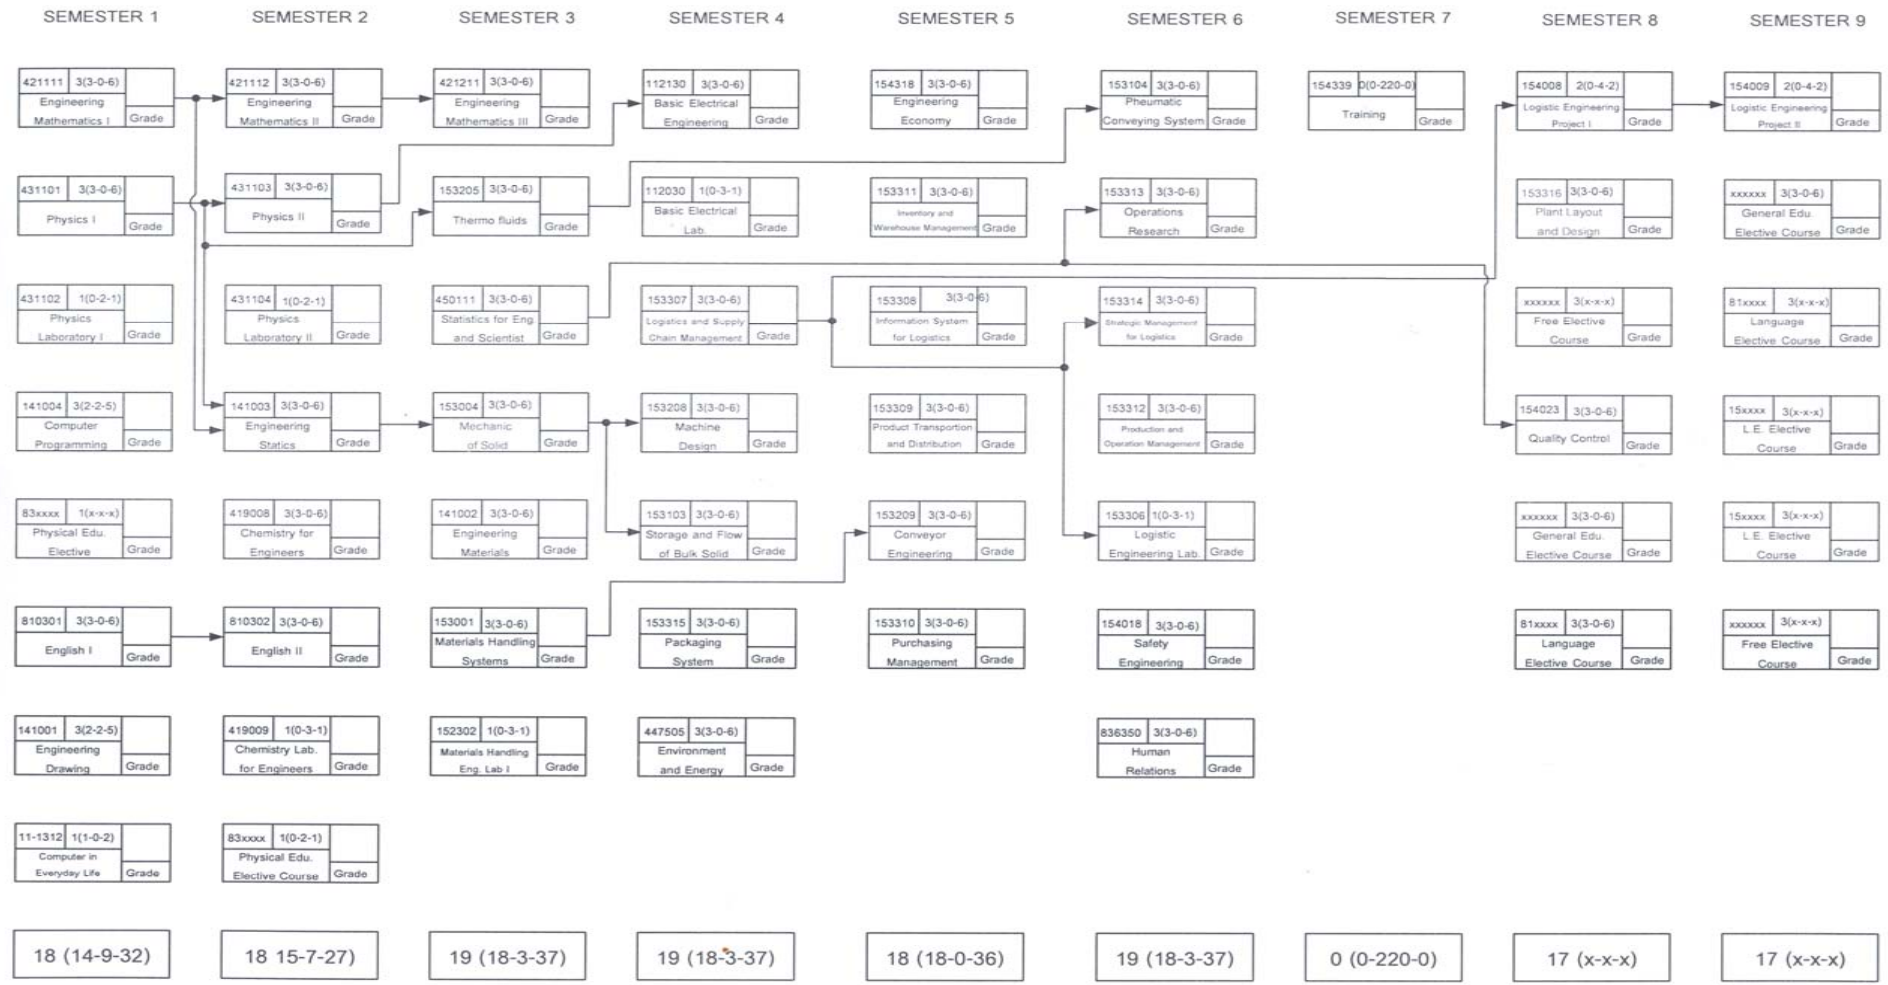 SEMESTER 1
421111 3(3-0-6)
Engineering
Mathematics I Grade
431101 3(3-0-6)
Physics I
Grade
431102 1(0-2-1)
Physics
Laboratory I Grade
141004 3(2-2-5)
Computer
Programming Grade
83xxxx 1(x-x-x)
Physical Edu.
Elective Grade
810301 3(3-0-6)
English I
Grade
141001 3(2-2-5)
Engineering
Drawing Grade
11-1312 1(1-0-2)
Computer in
Everyday Life Grade
18 (14-9-32)
SEMESTER 2
421112 3(3-0-6)
Engineering
Mathematics II Grade
431103 3(3-0-6)
Physics II
Grade
431104 1(0-2-1)
Physics
Laboratory II Grade
141003 3(3-0-6)
Engineering
Statics Grade
419008 3(3-0-6)
Chemistry for
Engineers Grade
810302 3(3-0-6)
English II
Grade
419009 1(0-3-1)
Chemistry Lab.
for Engineers Grade
83xxxx 1(0-2-1)
Physical Edu.
Elective Course Grade
18 15-7-27)
SEMESTER 3
421211 3(3-0-6)
Engineering
Mathematics III Grade
153205 3(3-0-6)
Thermo fluids
Grade
450111 3(3-0-6)
Statistics for Eng
and Scientist Grade
153004 3(3-0-6)
Mechanic
of Solid Grade
141002 3(3-0-6)
Engineering
Materials Grade
153001 3(3-0-6)
Materials Handling
Systems Grade
152302 1(0-3-1)
Materials Handling
Eng. Lab I Grade
19 (18-3-37)
SEMESTER 4
112130 3(3-0-6)
Basic Electrical
Engineering Grade
112030 1(0-3-1)
Basic Electrical
Lab. Grade
153307 3(3-0-6)
Logistics and Supply
Chain Management Grade
153208 3(3-0-6)
Machine
Design Grade
153103 3(3-0-6)
Storage and Flow
of Bulk Solid Grade
153315 3(3-0-6)
Packaging
System Grade
447505 3(3-0-6)
Environment
and Energy Grade
19 (18-3-37)
SEMESTER 5
154318 3(3-0-6)
Engineering
Economy Grade
153311 3(3-0-6)
Inventory and
Warehouse Management Grade
153308 3(3-0-6)
Information System
for Logistics Grade
153309 3(3-0-6)
Product Transportion
and Distribution Grade
153209 3(3-0-6)
Conveyor
Engineering Grade
153310 3(3-0-6)
Purchasing
Management Grade
18 (18-0-36)
SEMESTER 6
153104 3(3-0-6)
Pheumatic
Conveying System Grade
153313 3(3-0-6)
Operations
Research Grade
153314 3(3-0-6)
Strategic Management
for Logistics Grade
153312 3(3-0-6)
Production and
Operation Management Grade
153306 1(0-3-1)
Logistic
Engineering Lab. Grade
154018 3(3-0-6)
Safety
Engineering Grade
836350 3(3-0-6)
Human
Relations Grade
19 (18-3-37)
SEMESTER 7
154339 0(0-220-0)
Training
Grade
0 (0-220-0)
SEMESTER 8
154008 2(0-4-2)
Logistic Engineering
Project I Grade
153316 3(3-0-6)
Plant Layout
and Design Grade
xxxxxx 3(x-x-x)
Free Elective
Course Grade
154023 3(3-0-6)
Quality Control
Grade
xxxxxx 3(3-0-6)
General Edu.
Elective Course Grade
81xxxx 3(3-0-6)
Language
Elective Course Grade
17 (x-x-x)
SEMESTER 9
154009 2(0-4-2)
Logistic Engineering
Project II Grade
xxxxxx 3(3-0-6)
General Edu.
Elective Course Grade
81xxxx 3(x-x-x)
Language
Elective Course Grade
15xxxx 3(x-x-x)
L.E. Elective
Course Grade
15xxxx 3(x-x-x)
L.E. Elective
Course Grade
xxxxxx 3(x-x-x)
Free Elective
Course Grade
17 (x-x-x)